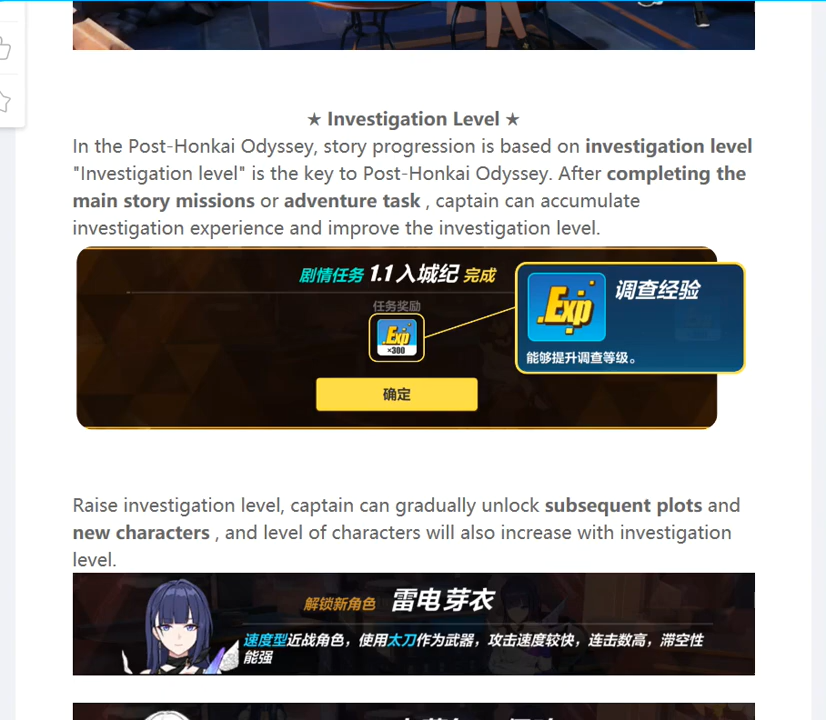 ★ Investigation Level ★
In the Post-Honkai Odyssey, story progression is based on investigation level
"Investigation level" is the key to Post-Honkai Odyssey. After completing the
main story missions or adventure task , captain can accumulate
investigation experience and improve the investigation level.
剧情任务 1.1入城纪 完成
任务奖励
Exp
×300
Exp
调查经验
能够提升调查等级。
确定
Raise investigation level, captain can gradually unlock subsequent plots and
new characters , and level of characters will also increase with investigation
level.
解锁新角色 雷电芽衣
速度型近战角色，使用太刀作为武器，攻击速度较快，连击数高，滞空性
能强